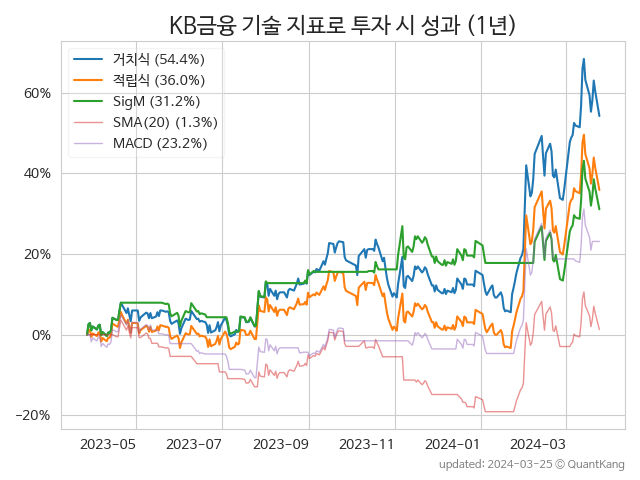 KB금융 기술 지표로 투자 시 성과 (1년)
거치식 (54.4%)
적립식 (36.0%)
SigM (31.2%)
SMA(20) (1.3%)
MACD (23.2%)
60%
40%
20%
0%
−20%
2023−05 2023−07 2023−09 2023−11 2024−01 2024−03
updated: 2024−03−25 © QuantKang